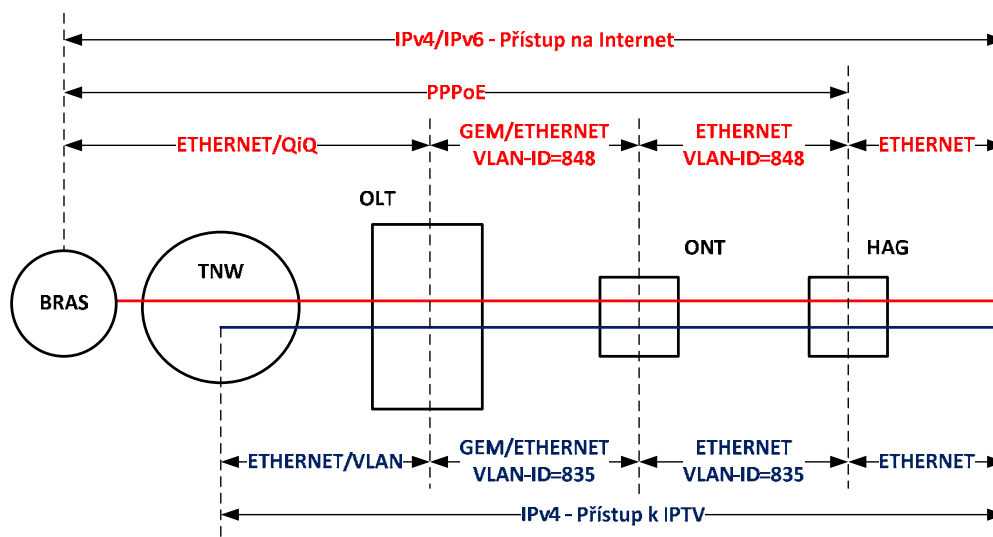 IPv4/IPv6 - Přístup na Internet
PPPoE
ETHERNET/QiQ
GEM/ETHERNET
VLAN-ID=848
ETHERNET
VLAN-ID=848
ETHERNET
OLT
TNW
ONT
HAG
BRAS
ETHERNET/VLAN
GEM/ETHERNET
VLAN-ID=835
ETHERNET
VLAN-ID=835
ETHERNET
IPv4 - Přístup k IPTV